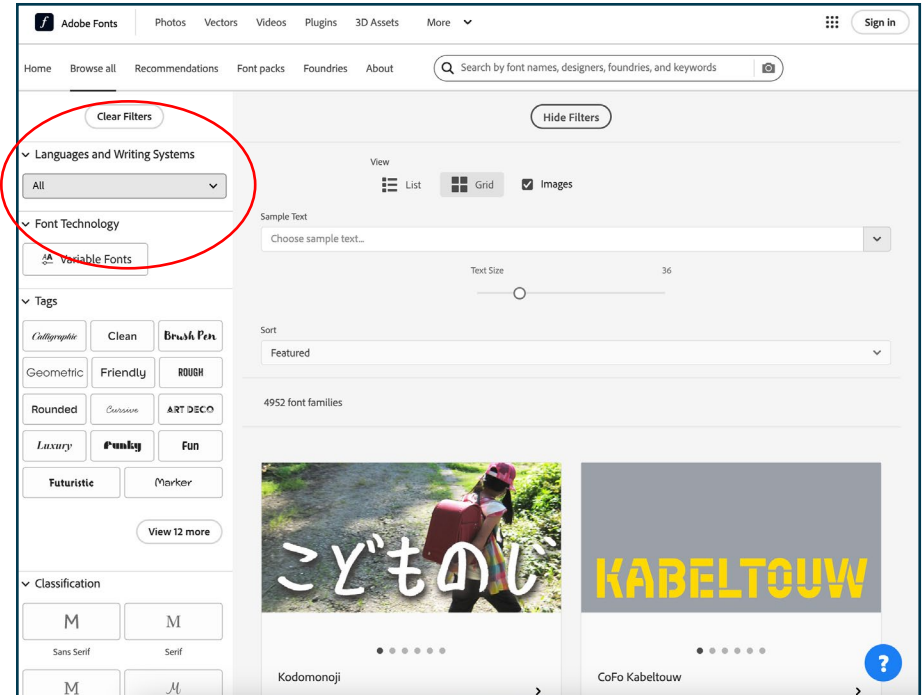 f Adobe Fonts Photos Vectors Videos Plugins 3D Assets More Sign in
Home Browse all Recommendations Font packs Foundries About Search by font names, designers, foundries, and keywords
Clear Filters
Hide Filters
Languages and Writing Systems
All
Font Technology
Variable Fonts
Tags
Calligraphic Clean Brush Pen
Geometric Friendly ROUGH
Rounded Cursive ART DECO
Luxury Funky Fun
Futuristic Marker
View 12 more
Classification
M M
Sans Serif Serif
M M
View
List Grid Images
Sample Text
Choose sample text...
Text Size 36
Sort
Featured
4952 font families
こどものじ
KABELTOUW
Kodomonoji
CoFo Kabeltouw
?